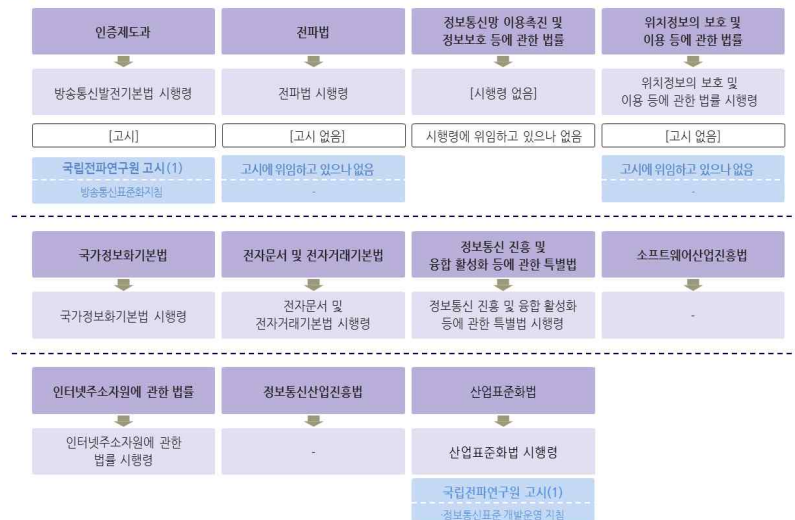 인증제도과
전파법
정보통신망 이용촉진 및
정보보호 등에 관한 법률
위치정보의 보호 및
이용 등에 관한 법률
방송통신발전기본법 시행령
전파법 시행령
[시행령 없음]
위치정보의 보호 및
이용 등에 관한 법률 시행령
[고시]
[고시 없음]
시행령에 위임하고 있으나 없음
[고시 없음]
국립전파연구원 고시(1)
방송통신표준화지침
고시에 위임하고 있으나 없음
-
고시에 위임하고 있으나 없음
-
국가정보화기본법
전자문서 및 전자거래기본법
정보통신 진흥 및
융합 활성화 등에 관한 특별법
소프트웨어산업진흥법
국가정보화기본법 시행령
전자문서 및
전자거래기본법 시행령
정보통신 진흥 및 융합 활성화
등에 관한 특별법 시행령
-
인터넷주소자원에 관한 법률
정보통신산업진흥법
산업표준화법
인터넷주소자원에 관한
법률 시행령
-
산업표준화법 시행령
국립전파연구원 고시(1)
정보통신표준 개발운영 지침